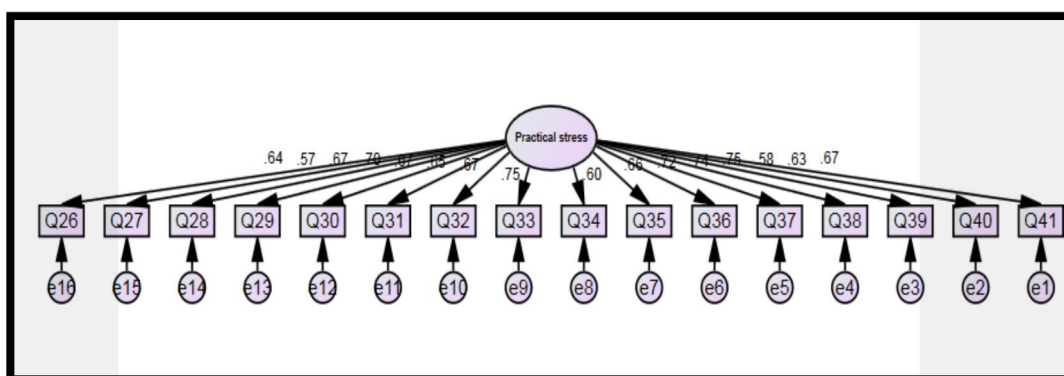 Practical stress
.64 .57 .67 .70 .67 .65 .67 .75 .60 .66 .72 .74 .75 .58 .63 .67
Q26 Q27 Q28 Q29 Q30 Q31 Q32 Q33 Q34 Q35 Q36 Q37 Q38 Q39 Q40 Q41
e16 e15 e14 e13 e12 e11 e10 e9 e8 e7 e6 e5 e4 e3 e2 e1